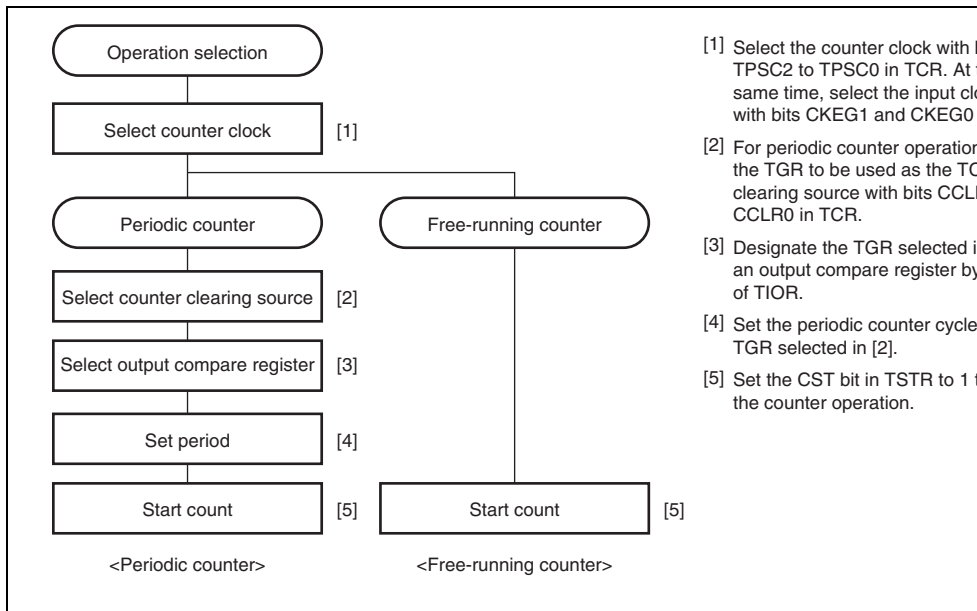 Operation selection
Select counter clock
[1]
Periodic counter
Free-running counter
Select counter clearing source
[2]
Select output compare register
[3]
Set period
[4]
Start count
[5]
Start count
[5]
<Periodic counter>
<Free-running counter>
[1] Select the counter clock with
TPSC2 to TPSC0 in TCR. At
same time, select the input
with bits CKEG1 and CKEG0
[2] For periodic counter
the TGR to be used as the
clearing source with bits
CCLR0 in TCR.
[3] Designate the TGR selected
an output compare register
of TIOR.
[4] Set the periodic counter cycle
TGR selected in [2].
[5] Set the CST bit in TSTR to 1
the counter operation.